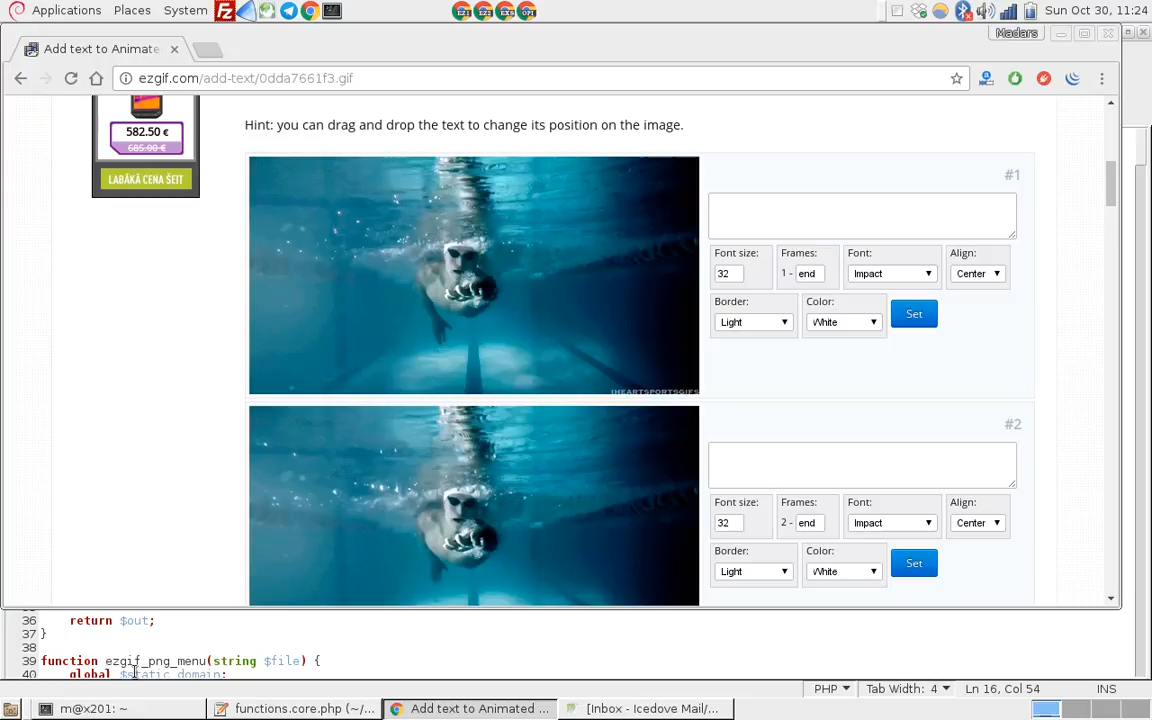 Applications Places System
Sun Oct 30, 11:24
Madars
Add text to Animate
ezgif.com/add-text/0dda7661f3.gif
582.50 €
685.00 €
LABĀKĀ CENA ŠEIT
Hint: you can drag and drop the text to change its position on the image.
IHEARTSPORTSGIFS
#1
Font size: Frames: Font: Align:
32 1 - end Impact Center
Border: Color:
Light White Set
#2
Font size: Frames: Font: Align:
32 2 - end Impact Center
Border: Color:
Light White Set
36 return $out;
37 }
38
39 function ezgif_png_menu(string $file) {
40 global $static_domain;
PHP Tab Width: 4 Ln 16, Col 54 INS
m@x201: ~ functions.core.php (~/... Add text to Animated ... [Inbox - Icedove Mail/...